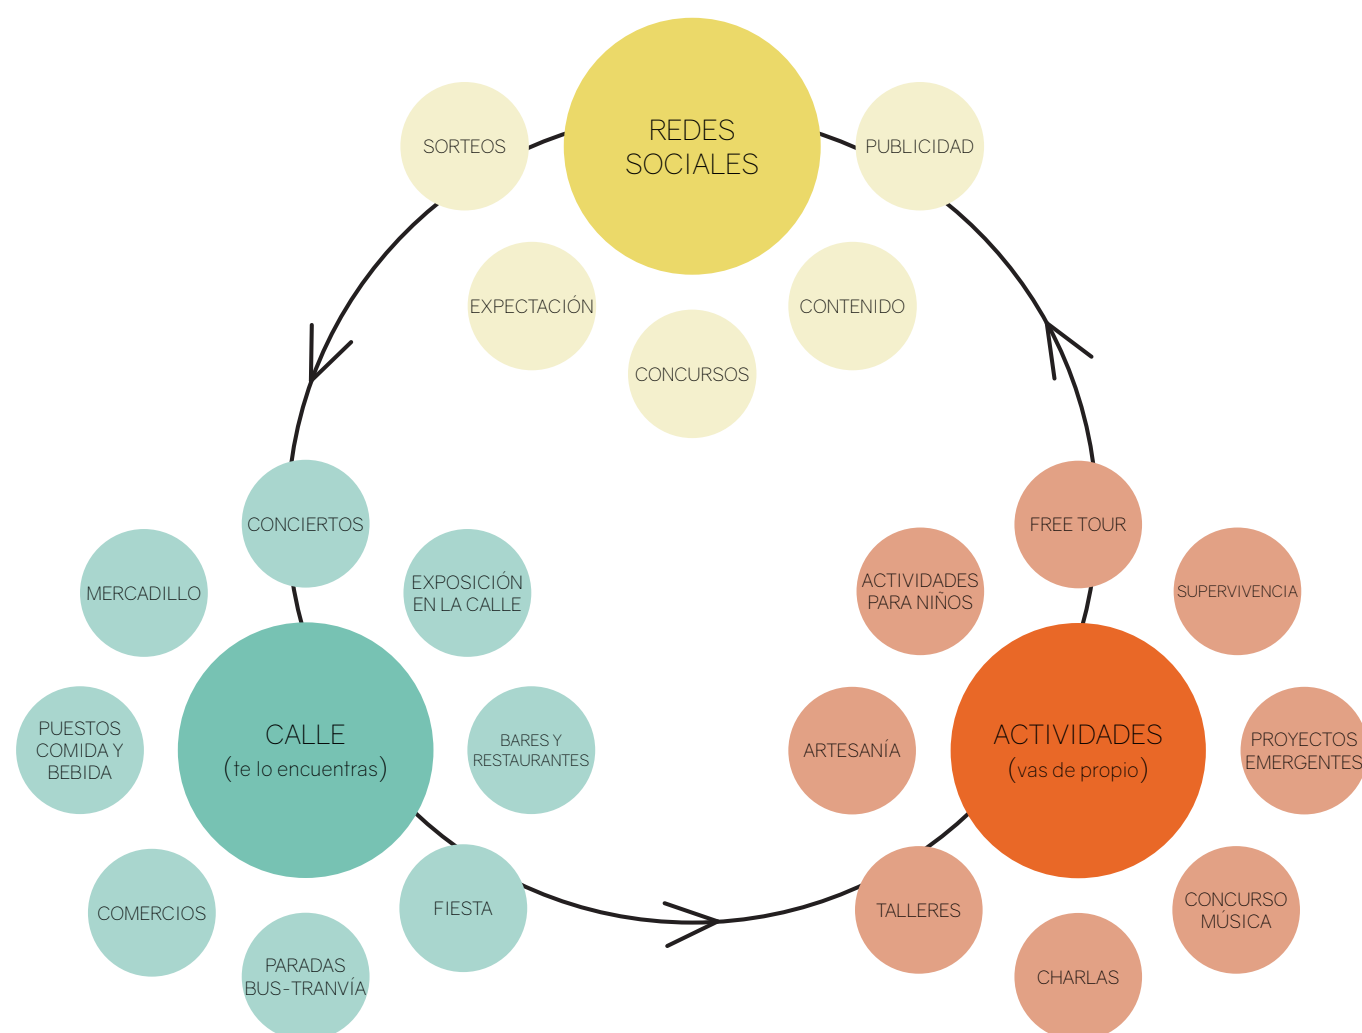 REDES
SOCIALES
SORTEOS
PUBLICIDAD
EXPECTACIÓN
CONTENIDO
CONCURSOS
CONCIERTOS
MERCADILLO
EXPOSICIÓN
EN LA CALLE
PUESTOS
COMIDA Y
BEBIDA
CALLE
(te lo encuentras)
BARES Y
RESTAURANTES
COMERCIOS
FIESTA
PARADAS
BUS-TRANVÍA
FREE TOUR
ACTIVIDADES
PARA NIÑOS
SUPERVIVENCIA
ARTESANÍA
ACTIVIDADES
(vas de propio)
PROYECTOS
EMERGENTES
TALLERES
CONCURSO
MÚSICA
CHARLAS